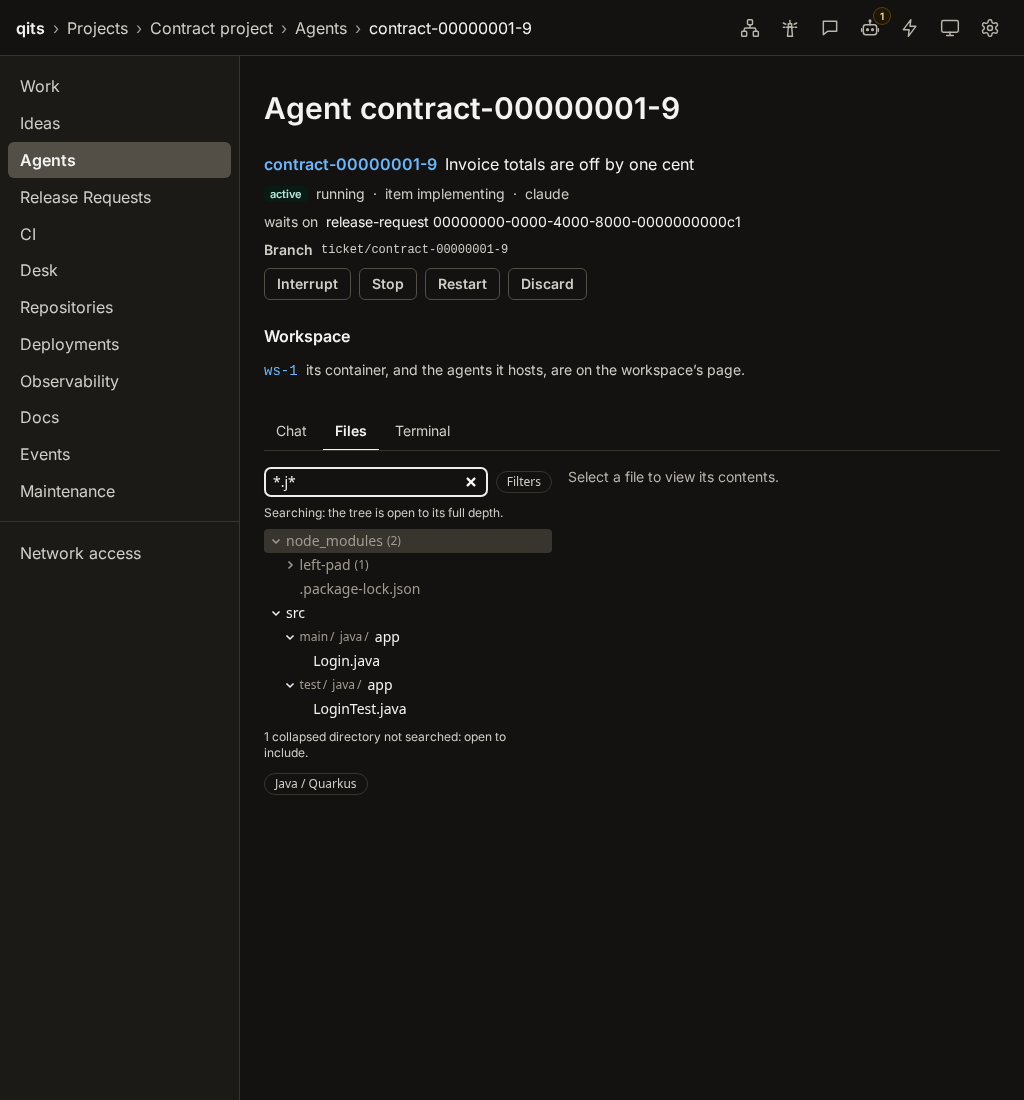 qits › Projects › Contract project › Agents › contract-00000001-9
1
Work
Ideas
Agents
Release Requests
CI
Desk
Repositories
Deployments
Observability
Docs
Events
Maintenance
Network access
Agent contract-00000001-9
contract-00000001-9 Invoice totals are off by one cent
active running · item implementing · claude
waits on release-request 00000000-0000-4000-8000-0000000000c1
Branch ticket/contract-00000001-9
Interrupt Stop Restart Discard
Workspace
ws-1 its container, and the agents it hosts, are on the workspace’s page.
Chat Files Terminal
*.j* Filters
Searching: the tree is open to its full depth.
node_modules (2)
left-pad (1)
.package-lock.json
src
main/ java/ app
Login.java
test/ java/ app
LoginTest.java
1 collapsed directory not searched: open to
include.
Java / Quarkus
Select a file to view its contents.